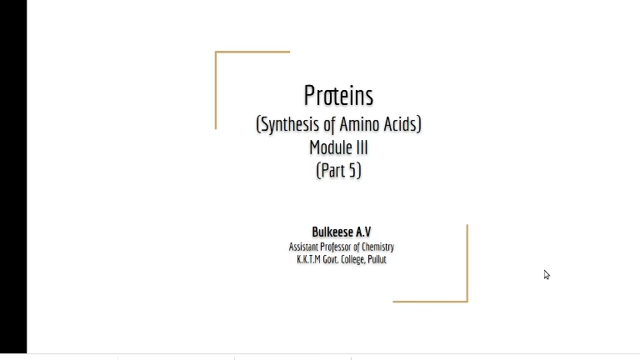 Proteins
(Synthesis of Amino Acids)
Module III
(Part 5)
Bulkeese A.V
Assistant Professor of Chemistry
K.K.T.M Govt. College, Pullut